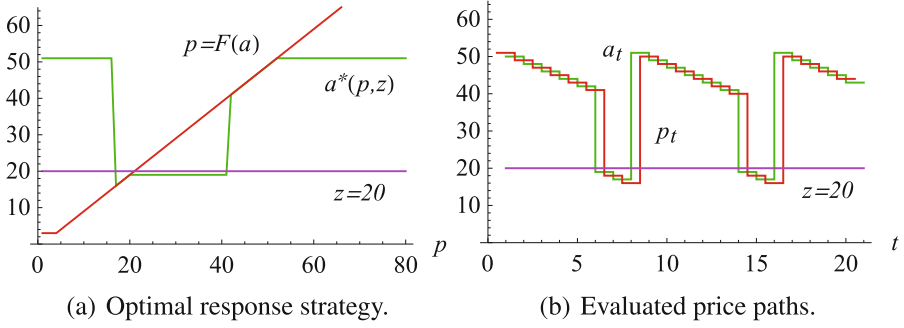 60
50
40
30
20
10
0 20 40 60 80
p
p=F(a)
a*(p,z)
z=20
(a) Optimal response strategy.
60
50
40
30
20
10
0 5 10 15 20
t
a_t
p_t
z=20
(b) Evaluated price paths.